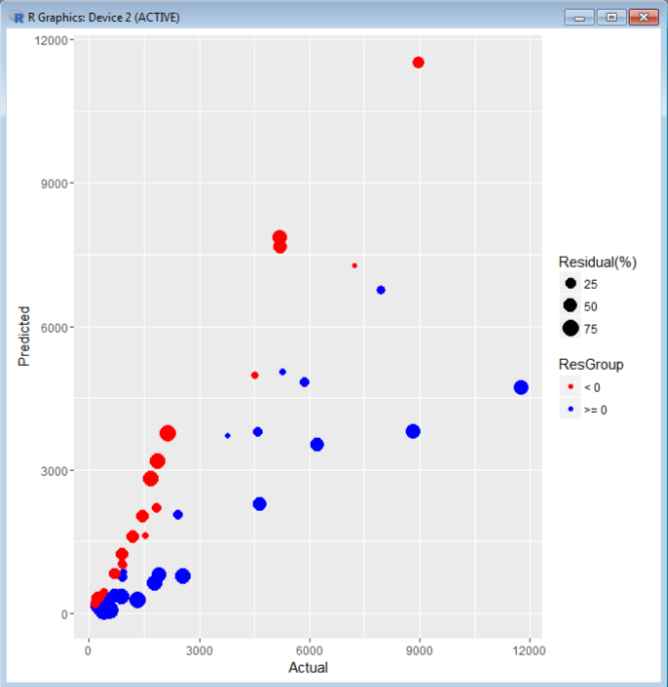 R Graphics: Device 2 (ACTIVE)
12000
9000
6000
3000
0
Predicted
0 3000 6000 9000 12000
Actual
Residual(%)
25
50
75
ResGroup
< 0
>= 0